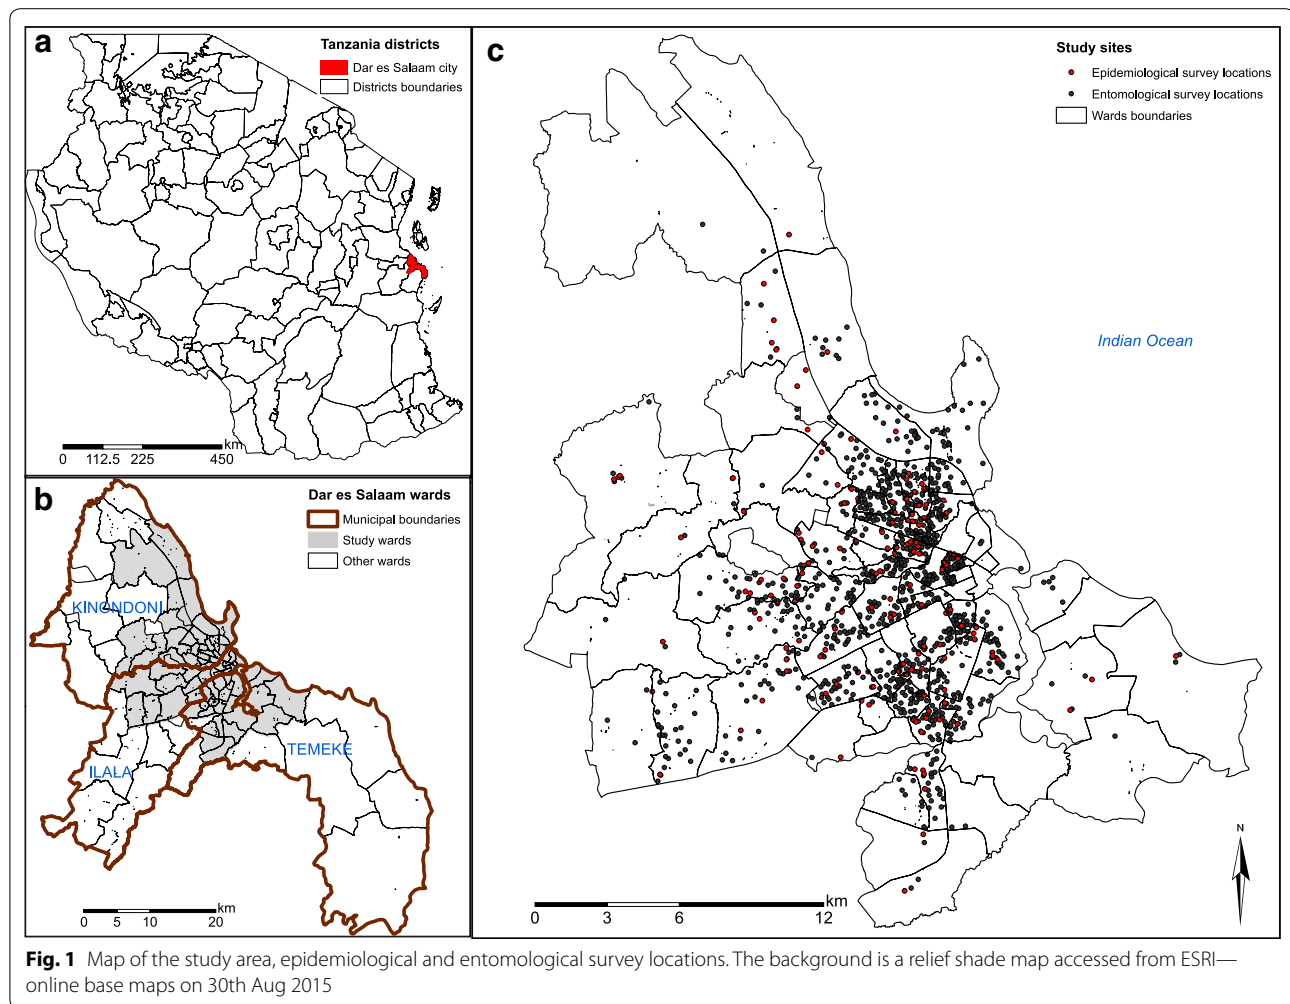 a
Tanzania districts
Dar es Salaam city
Districts boundaries
km
0 112.5 225 450
b
Dar es Salaam wards
Municipal boundaries
Study wards
Other wards
KINONDONI
TEMEKE
ILALA
km
0 5 10 20
c
Study sites
Epidemiological survey locations
Entomological survey locations
Wards boundaries
Indian Ocean
N
km
0 3 6 12
Fig. 1 Map of the study area, epidemiological and entomological survey locations. The background is a relief shade map accessed from ESRI—
online base maps on 30th Aug 2015